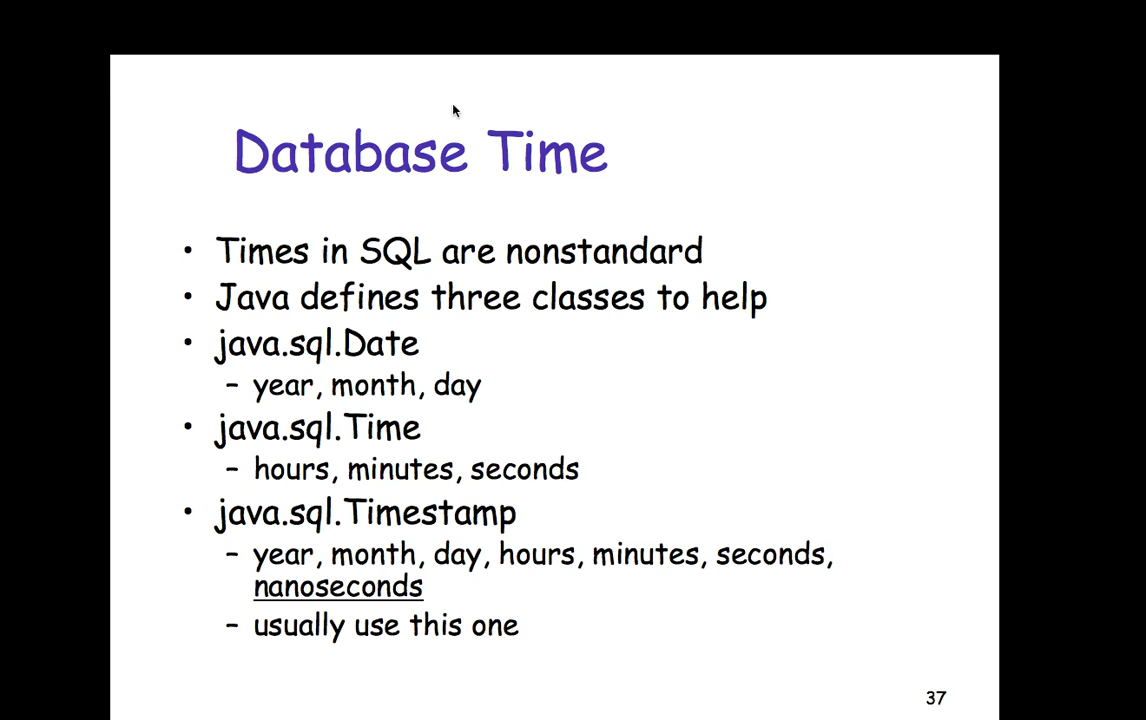 Database Time
• Times in SQL are nonstandard
• Java defines three classes to help
• java.sql.Date
– year, month, day
• java.sql.Time
– hours, minutes, seconds
• java.sql.Timestamp
– year, month, day, hours, minutes, seconds,
nanoseconds
– usually use this one
37